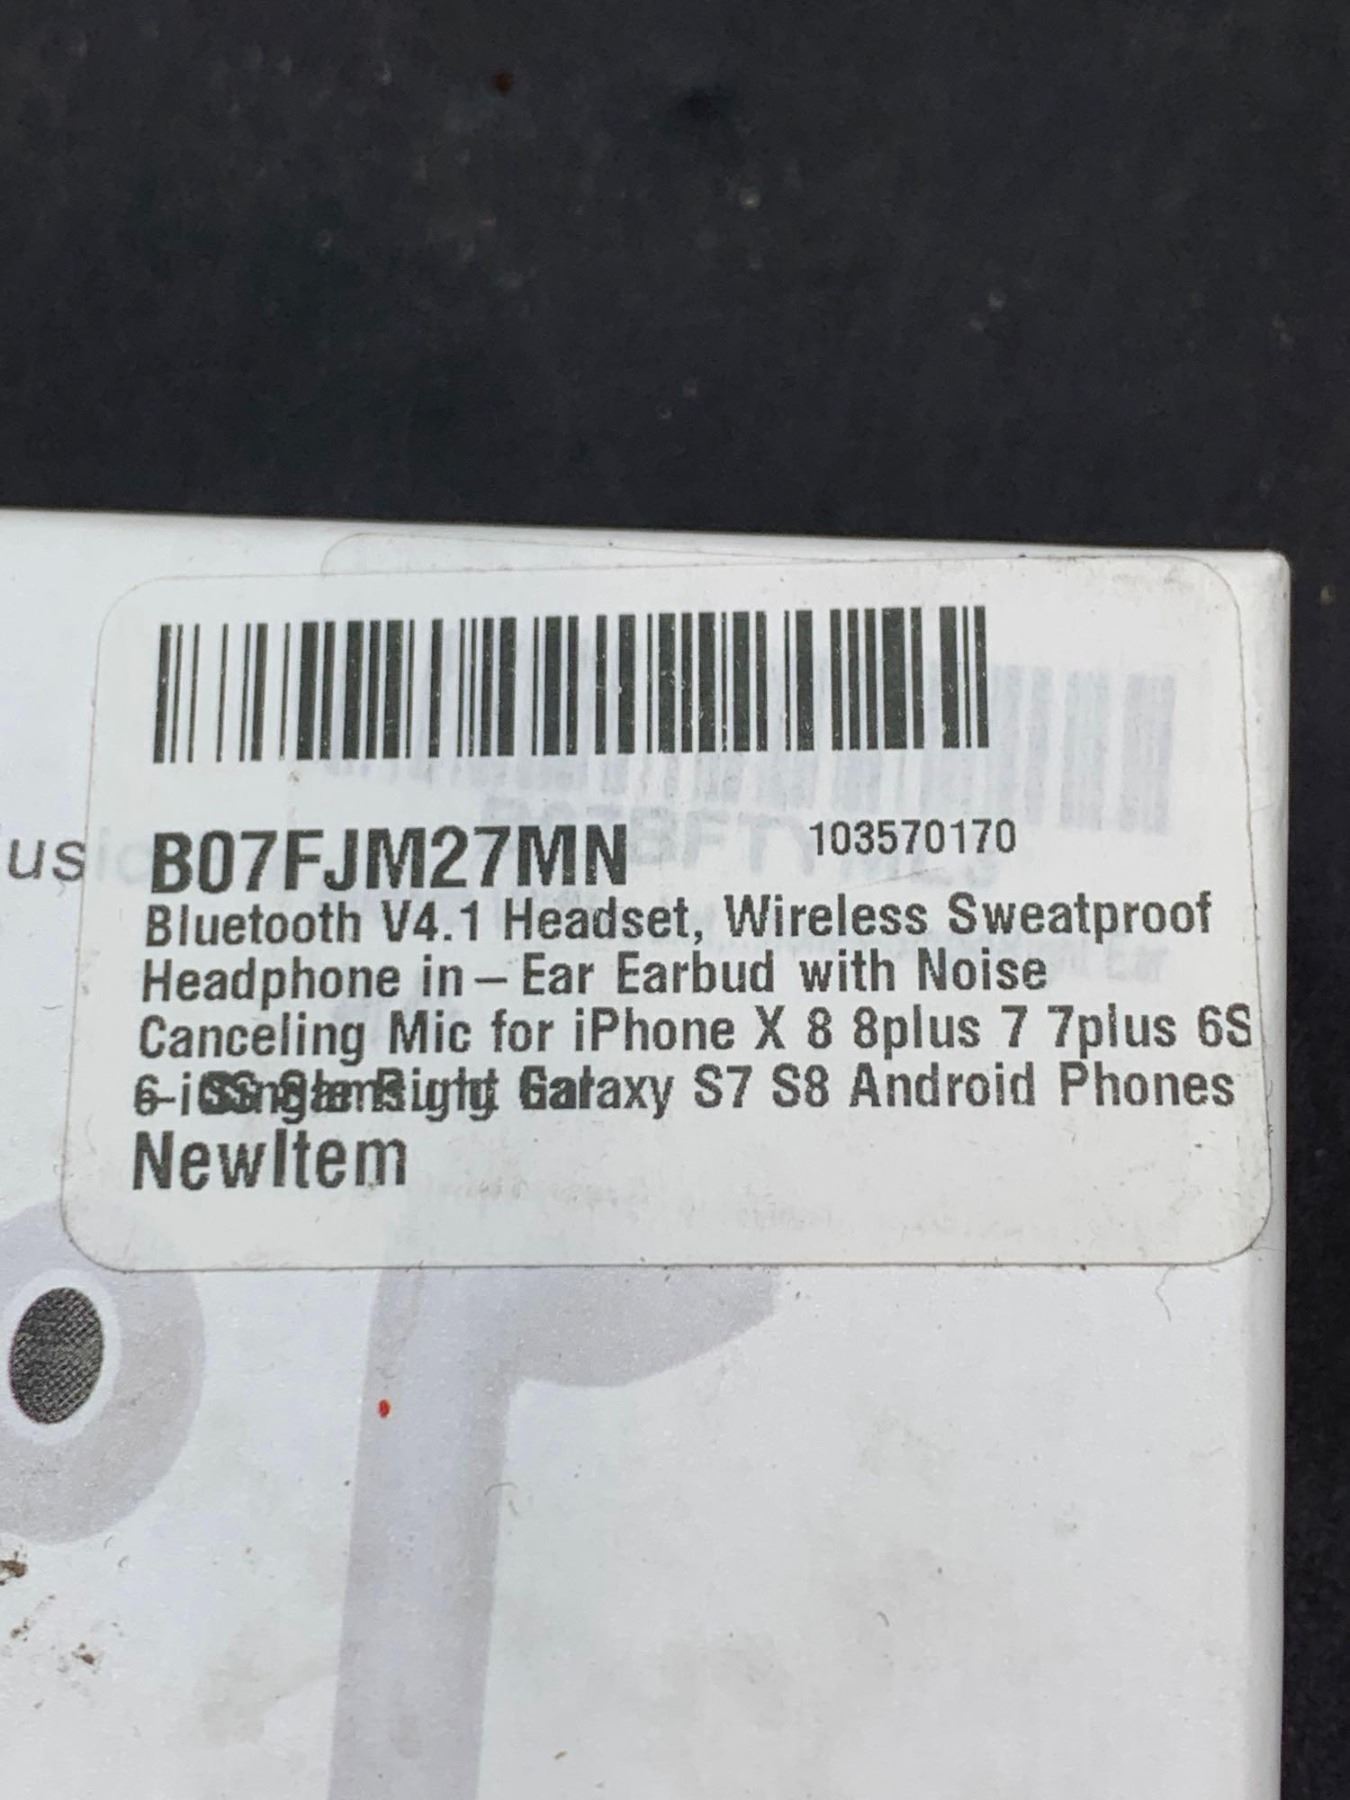 us
B07FJM27MN
103570170
Bluetooth V4.1 Headset, Wireless Sweatproof
Headphone in – Ear Earbud with Noise
Canceling Mic for iPhone X 8 8plus 7 7plus 6S
Galaxy S7 S8 Android Phones
NewItem